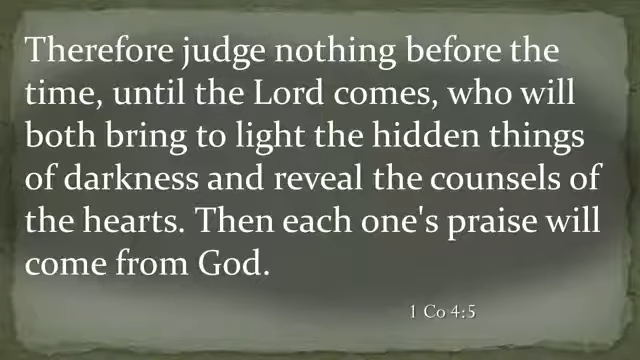 Therefore judge nothing before the
time, until the Lord comes, who will
both bring to light the hidden things
of darkness and reveal the counsels of
the hearts. Then each one's praise will
come from God.
1 Co 4:5